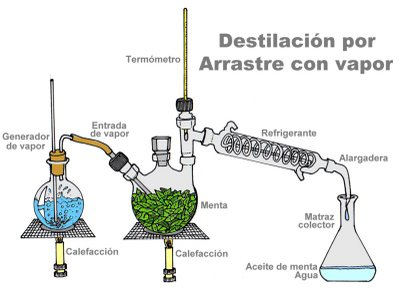 Destilación por
Arrastre con vapor
Termómetro
Entrada
de vapor
Generador
de vapor
Refrigerante
Alargadera
Menta
Matraz
colector
Calefacción
Calefacción
Aceite de menta
Agua